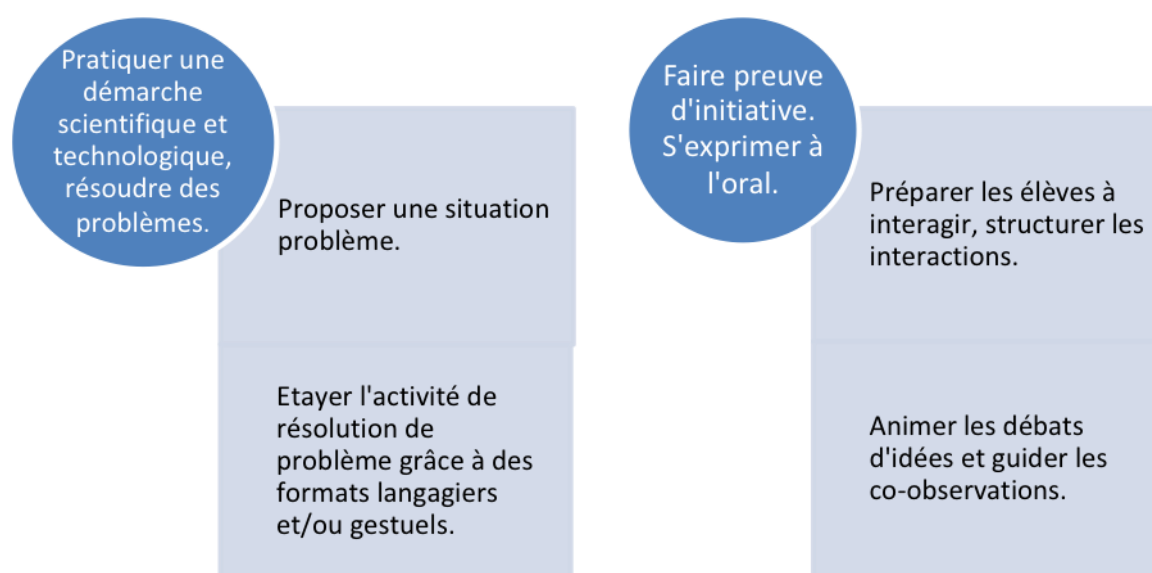 Pratiquer une
démarche
scientifique et
technologique,
résoudre des
problèmes.
Proposer une situation
problème.
Etayer l'activité de
résolution de
problème grâce à des
formats langagiers
et/ou gestuels.
Faire preuve
d'initiative.
S'exprimer à
l'oral.
Préparer les élèves à
interagir, structurer les
interactions.
Animer les débats
d'idées et guider les
co-observations.